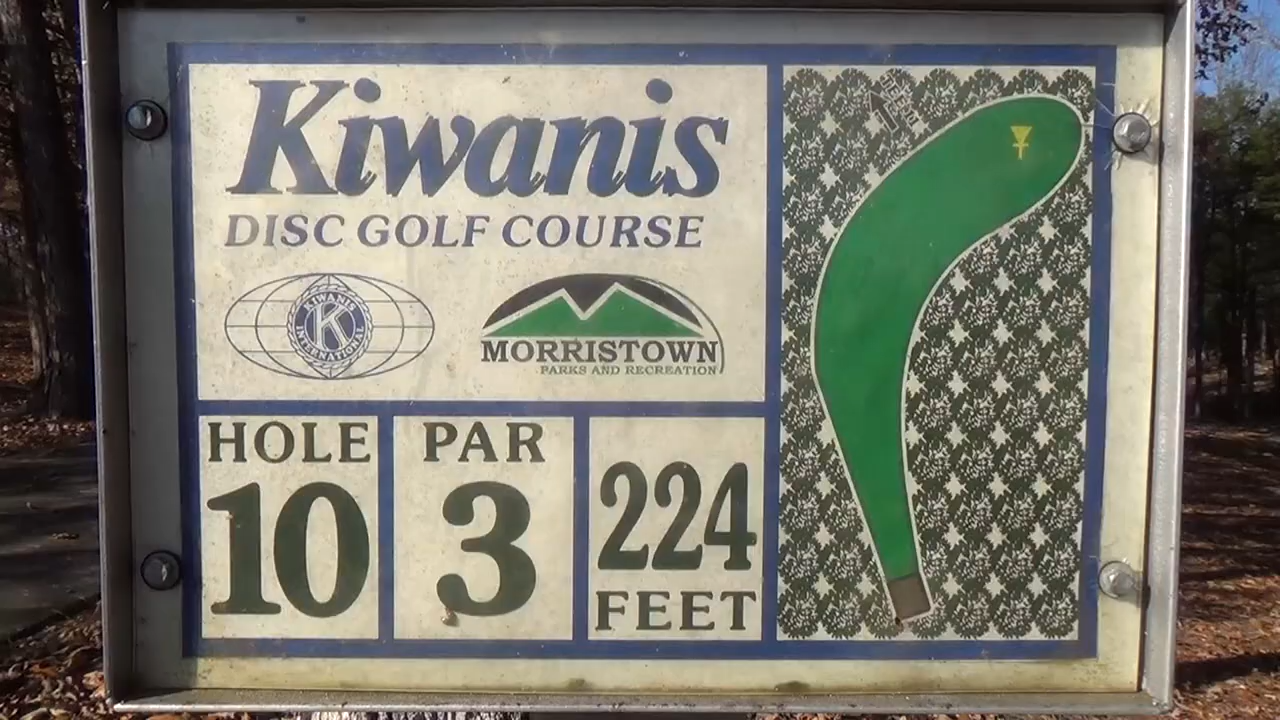 Kiwanis
DISC GOLF COURSE
KIWANIS
K
INTERNATIONAL
MORRISTOWN
PARKS AND RECREATION
HOLE
10
PAR
3
224
FEET